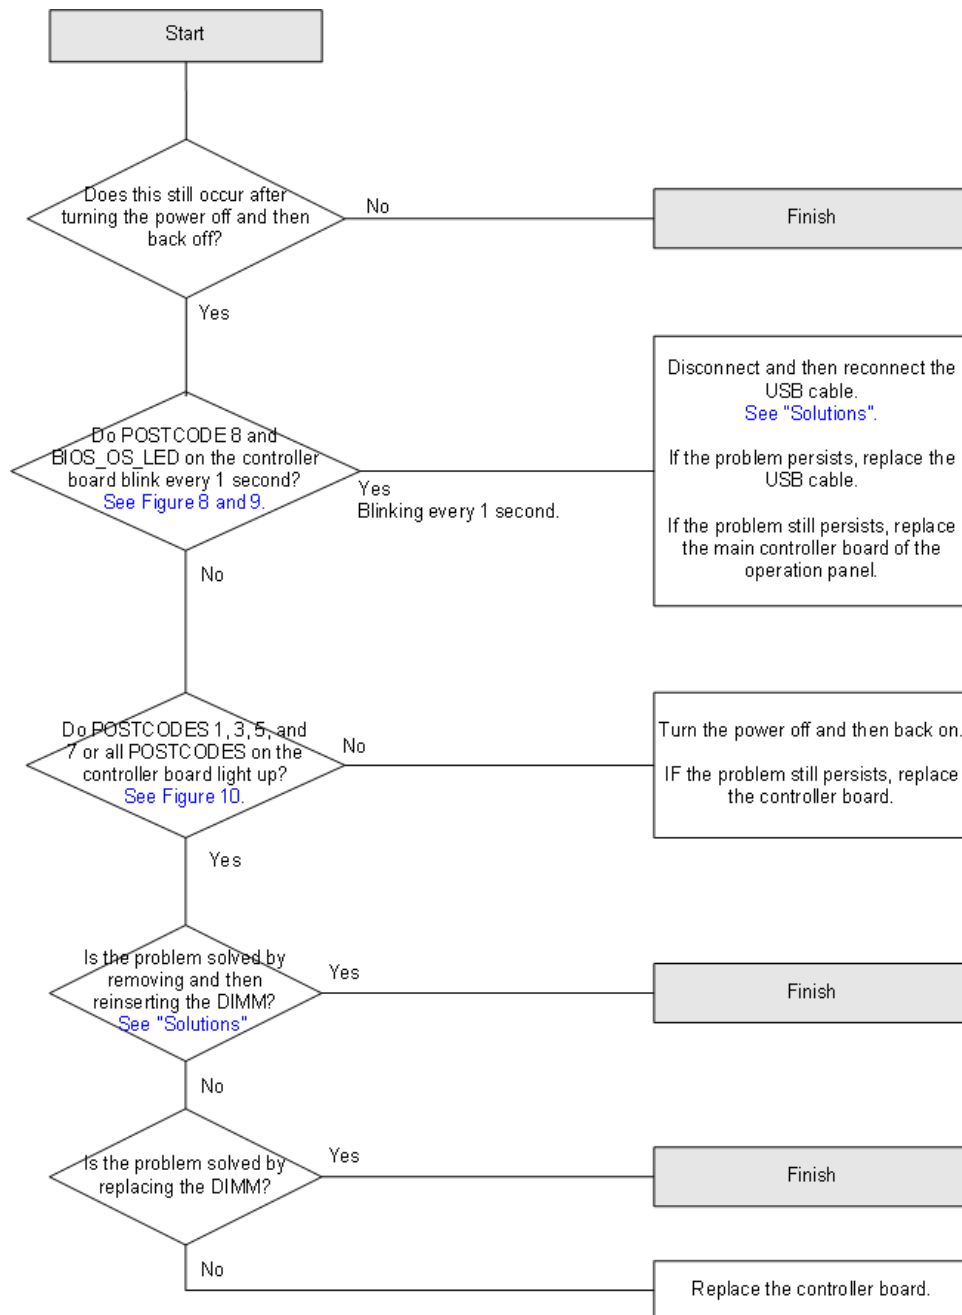 Start
Does this still occur after
turning the power off and then
back off?
No
Finish
Yes
Do POSTCODE 8 and
BIOS_OS_LED on the controller
board blink every 1 second?
See Figure 8 and 9.
Yes
Blinking every 1 second.
Disconnect and then reconnect the
USB cable.
See "Solutions".
If the problem persists, replace the
USB cable.
If the problem still persists, replace
the main controller board of the
operation panel.
No
Do POSTCODES 1, 3, 5, and
7 or all POSTCODES on the
controller board light up?
See Figure 10.
No
Turn the power off and then back on.
IF the problem still persists, replace
the controller board.
Yes
Is the problem solved by
removing and then
reinserting the DIMM?
See "Solutions"
Yes
Finish
No
Is the problem solved by
replacing the DIMM?
Yes
Finish
No
Replace the controller board.